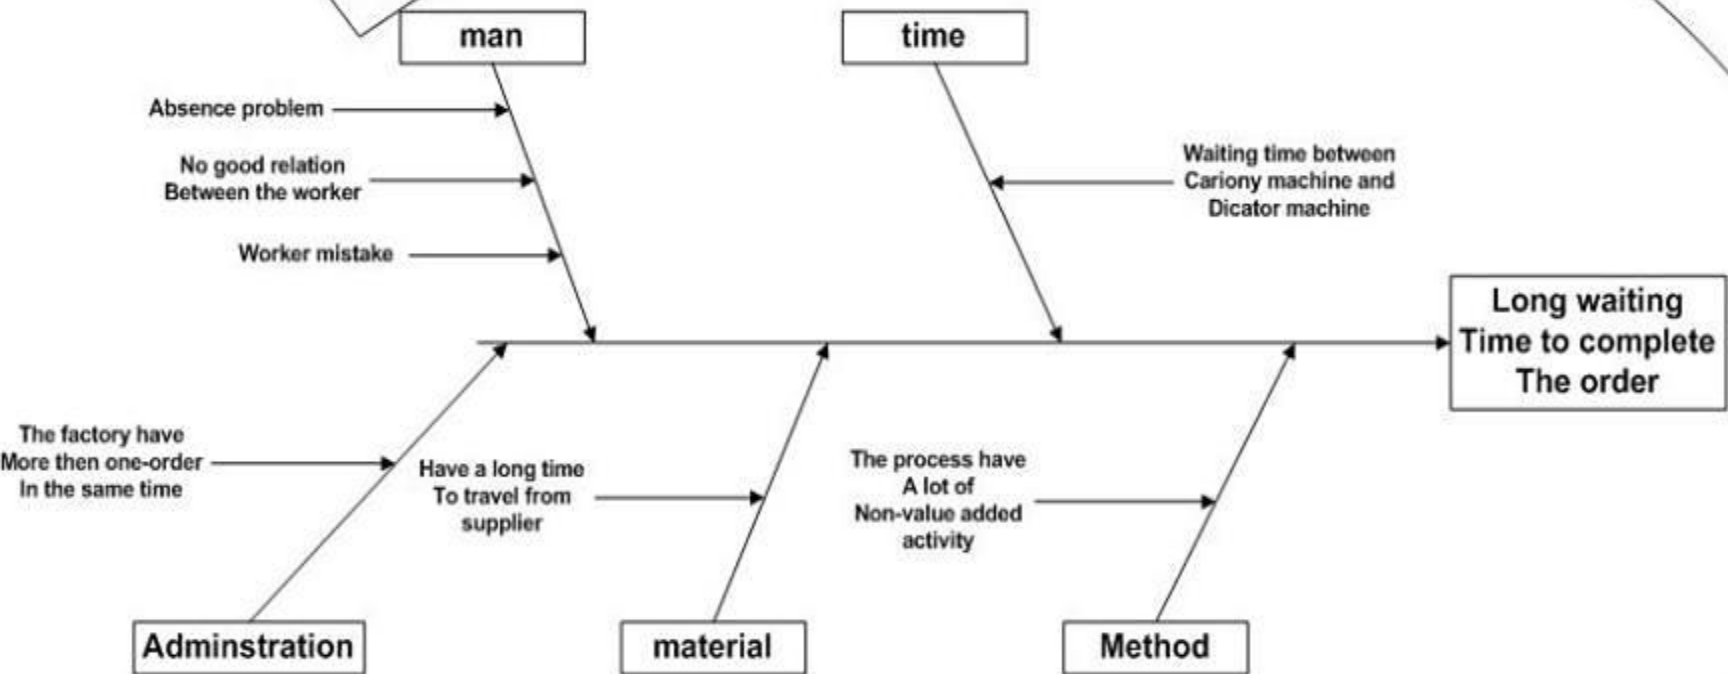 man
time
Absence problem
No good relation
Between the worker
Worker mistake
Waiting time between
Cariony machine and
Dicator machine
Long waiting
Time to complete
The order
The factory have
More then one-order
In the same time
Have a long time
To travel from
supplier
The process have
A lot of
Non-value added
activity
Adminstration
material
Method